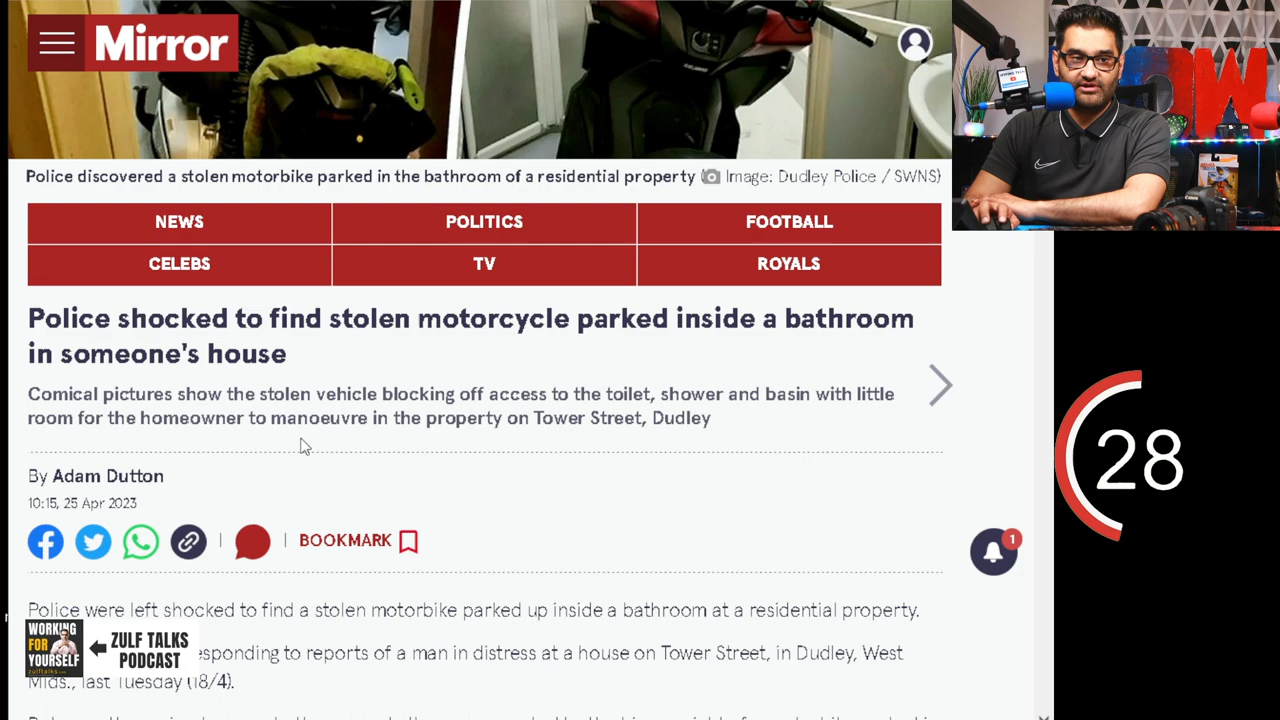 Mirror
Police discovered a stolen motorbike parked in the bathroom of a residential property (Image: Dudley Police / SWNS)
NEWS
POLITICS
FOOTBALL
CELEBS
TV
ROYALS
Police shocked to find stolen motorcycle parked inside a bathroom
in someone's house
Comical pictures show the stolen vehicle blocking off access to the toilet, shower and basin with little
room for the homeowner to manoeuvre in the property on Tower Street, Dudley
By Adam Dutton
10:15, 25 Apr 2023
BOOKMARK
1
28
Police were left shocked to find a stolen motorbike parked up inside a bathroom at a residential property.
WORKING
FOR
YOURSELF
ZULF TALKS
PODCAST
esponding to reports of a man in distress at a house on Tower Street, in Dudley, West
Mids., last Tuesday (18/4).